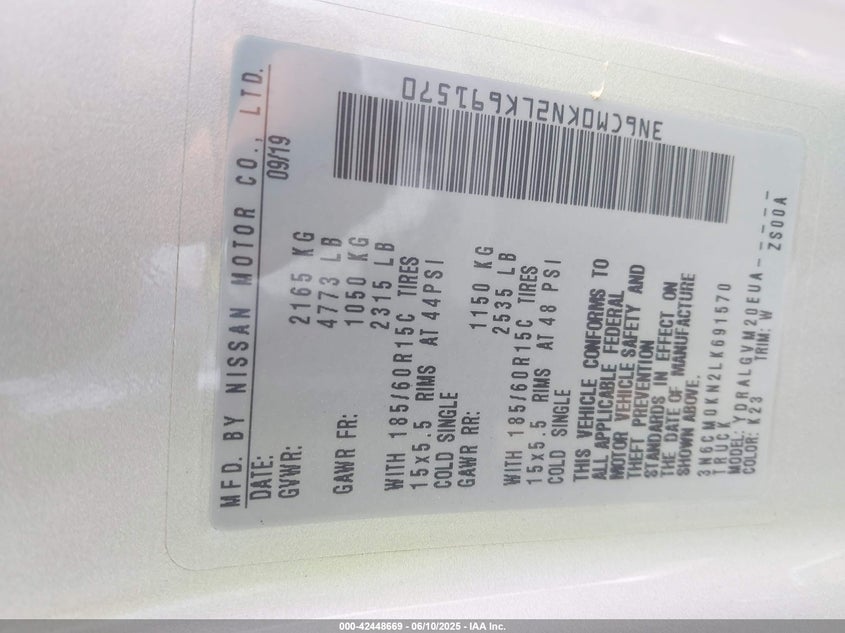 MFD. BY NISSAN MOTOR CO., LTD.
DATE: 09/19
GVWR: 2165 KG
4773 LB
GAWR FR: 1050 KG
2315 LB
WITH 185/60R15C TIRES
15x5.5 RIMS AT 44PSI
COLD SINGLE
GAWR RR: 1150 KG
2535 LB
WITH 185/60R15C TIRES
15x5.5 RIMS AT 48 PSI
COLD SINGLE
THIS VEHICLE CONFORMS TO
ALL APPLICABLE FEDERAL
MOTOR VEHICLE SAFETY AND
THEFT PREVENTION
STANDARDS IN EFFECT ON
THE DATE OF MANUFACTURE
SHOWN ABOVE.
3N6CM0KN2LK691570
TRUCK
MODEL: YDRALGVM20EUA-----
COLOR: K23 TRIM: W ZS00A
3N6CM0KN2LK691570
000-42448669 - 06/10/2025 - IAA Inc.